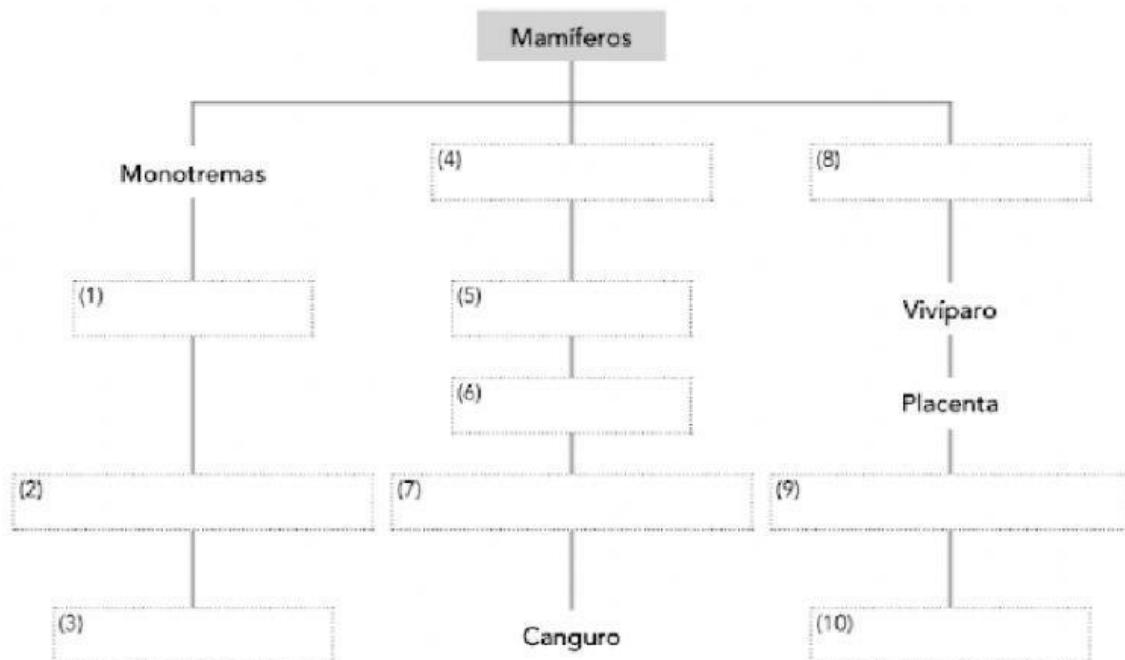 Mamíferos
Monotremas
(4)
(8)
(1)
(5)
Vivíparo
(6)
Placenta
(2)
(7)
(9)
(3)
Canguro
(10)